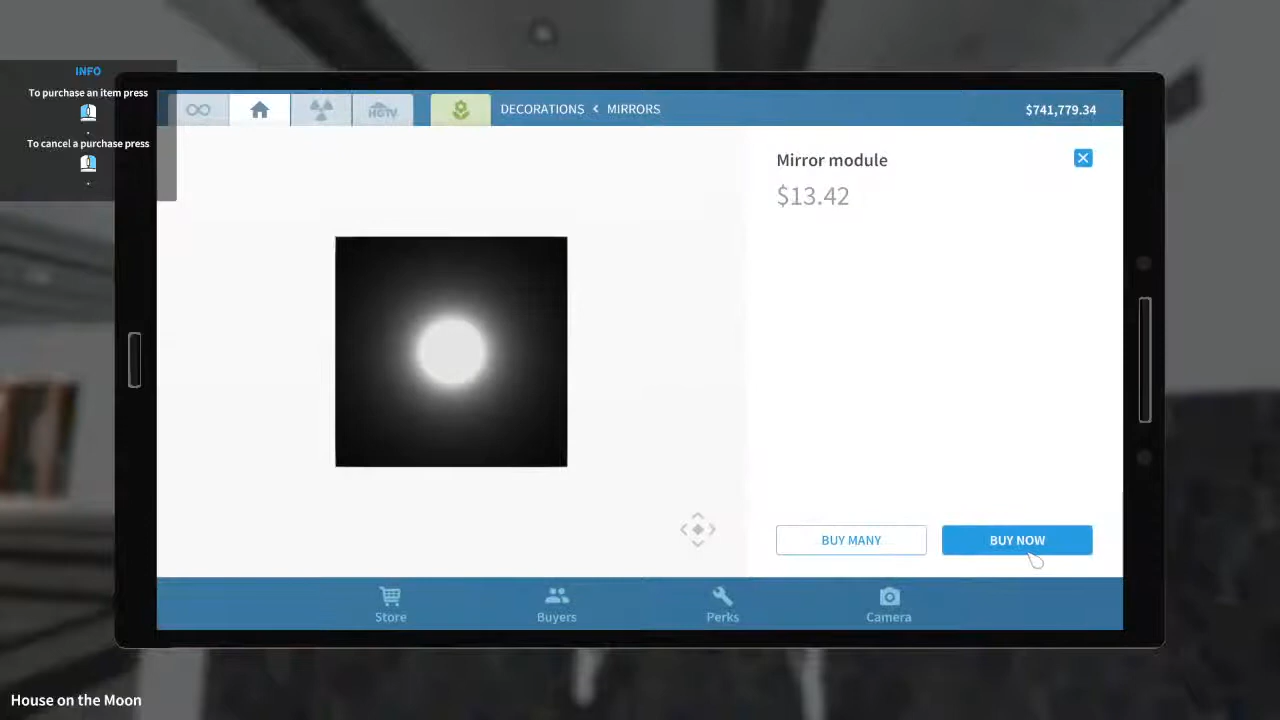 INFO
To purchase an item press
.
To cancel a purchase press
.
HGTV
DECORATIONS < MIRRORS
$741,779.34
Mirror module
$13.42
BUY MANY
BUY NOW
Store
Buyers
Perks
Camera
House on the Moon